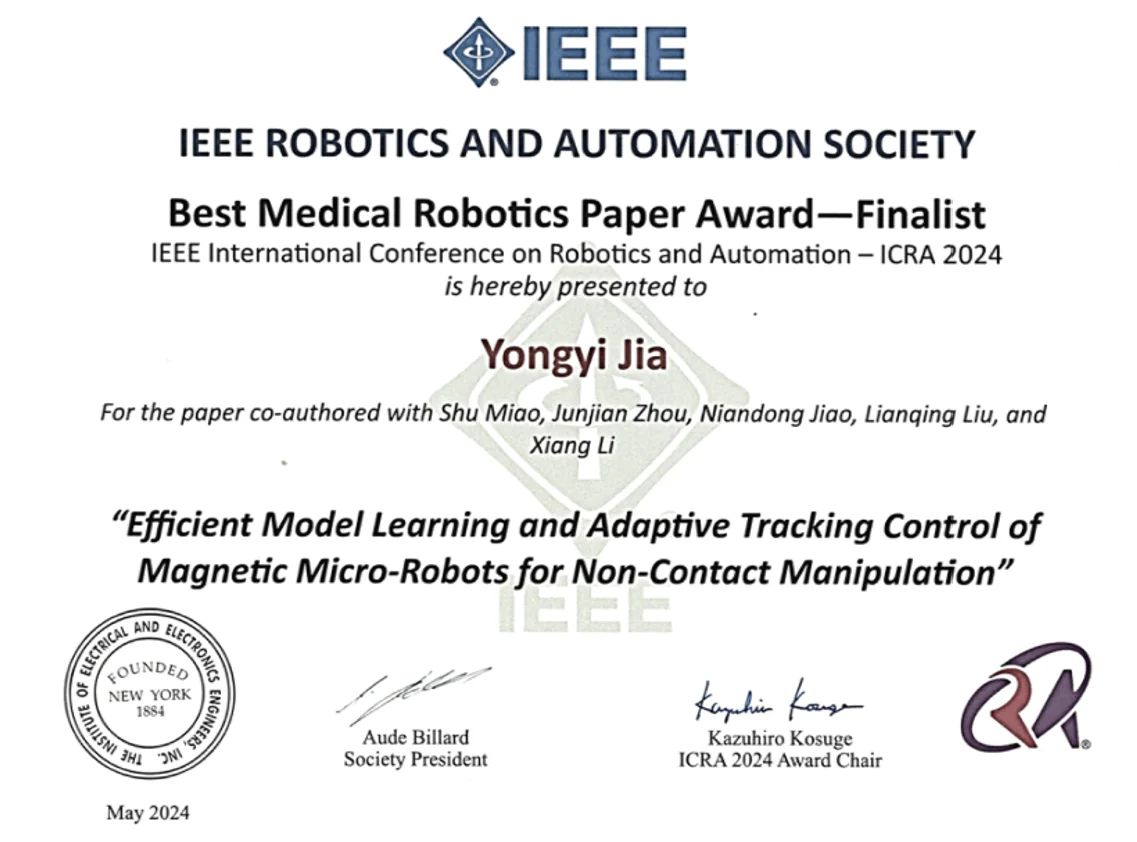 IEEE
IEEE ROBOTICS AND AUTOMATION SOCIETY
Best Medical Robotics Paper Award—Finalist
IEEE International Conference on Robotics and Automation – ICRA 2024
is hereby presented to
Yongyi Jia
For the paper co-authored with Shu Miao, Junjian Zhou, Niandong Jiao, Lianqing Liu, and
Xiang Li
“Efficient Model Learning and Adaptive Tracking Control of
Magnetic Micro-Robots for Non-Contact Manipulation”
IEEE
THE INSTITUTE OF ELECTRICAL AND ELECTRONICS ENGINEERS, INC.
FOUNDED
NEW YORK
1884
Aude Billard
Society President
Kazuhiro Kosuge
Kazuhiro Kosuge
ICRA 2024 Award Chair
RA
May 2024